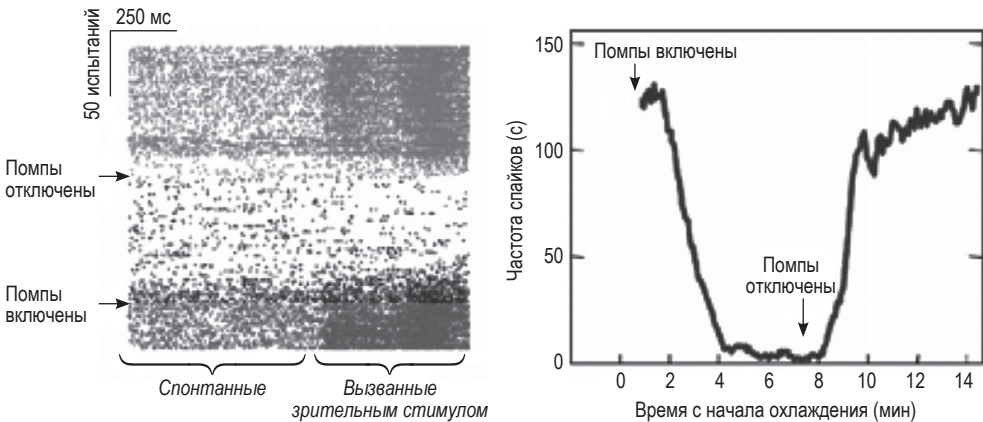 250 мс
50 испытаний
Помпы
отключены
Помпы
включены
Спонтанные
Вызванные
зрительным стимулом
150
100
50
0
Частота спайков (с)
Помпы включены
Помпы
отключены
0 2 4 6 8 10 12 14
Время с начала охлаждения (мин)